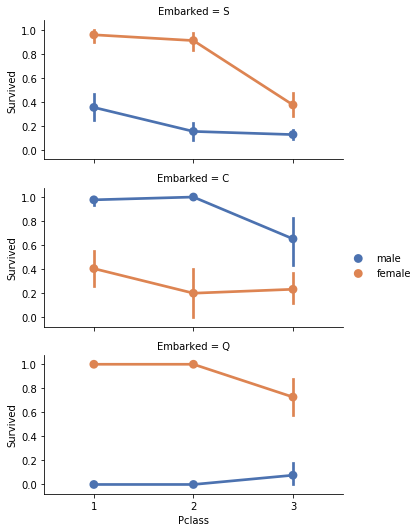 Embarked = S
1.0
0.8
0.6
0.4
0.2
0.0
Survived
Embarked = C
1.0
0.8
0.6
0.4
0.2
0.0
Survived
male
female
Embarked = Q
1.0
0.8
0.6
0.4
0.2
0.0
Survived
1 2 3
Pclass